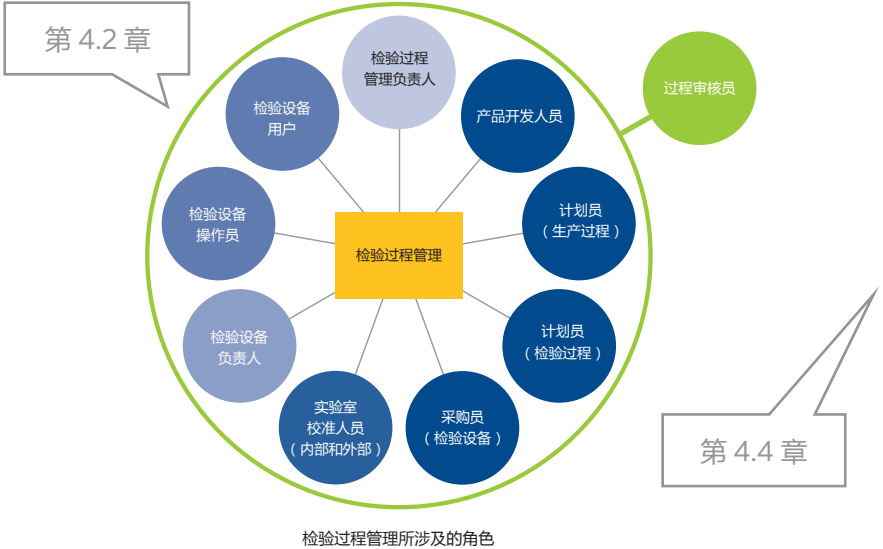 第 4.2 章
检验过程
管理负责人
产品开发人员
过程审核员
检验设备
用户
计划员
（生产过程）
检验设备
操作员
检验过程管理
计划员
（检验过程）
检验设备
负责人
实验室
校准人员
（内部和外部）
采购员
（检验设备）
第 4.4 章
检验过程管理所涉及的角色